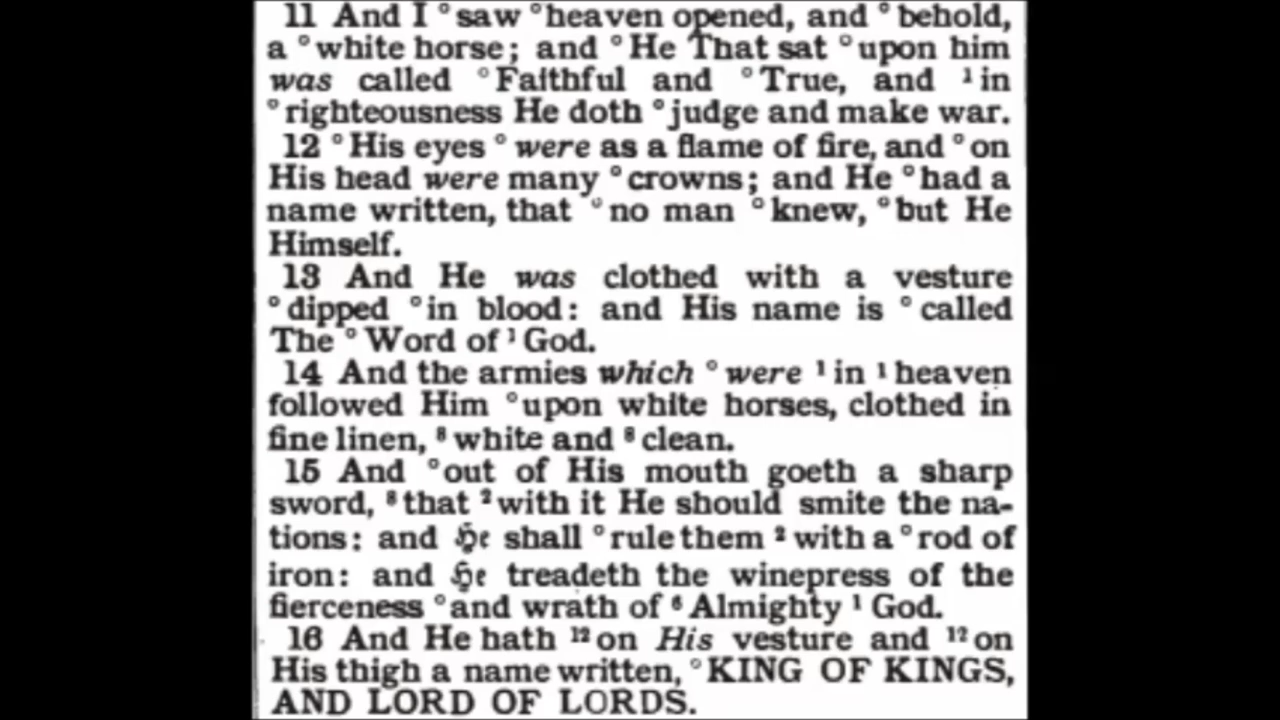 11 And I °saw °heaven opened, and °behold,
a °white horse; and °He That sat °upon him
was called °Faithful and °True, and ¹in
°righteousness He doth °judge and make war.
12 °His eyes °were as a flame of fire, and °on
His head were many °crowns; and He °had a
name written, that °no man °knew, °but He
Himself.
13 And He was clothed with a vesture
°dipped °in blood: and His name is °called
The °Word of ¹God.
14 And the armies which °were ¹in ¹heaven
followed Him °upon white horses, clothed in
fine linen, ⁸white and ⁸clean.
15 And °out of His mouth goeth a sharp
sword, ⁸that ²with it He should smite the na-
tions: and He shall °rule them ²with a °rod of
iron: and He treadeth the winepress of the
fierceness °and wrath of ⁶Almighty ¹God.
16 And He hath ¹²on His vesture and ¹²on
His thigh a name written, °KING OF KINGS,
AND LORD OF LORDS.